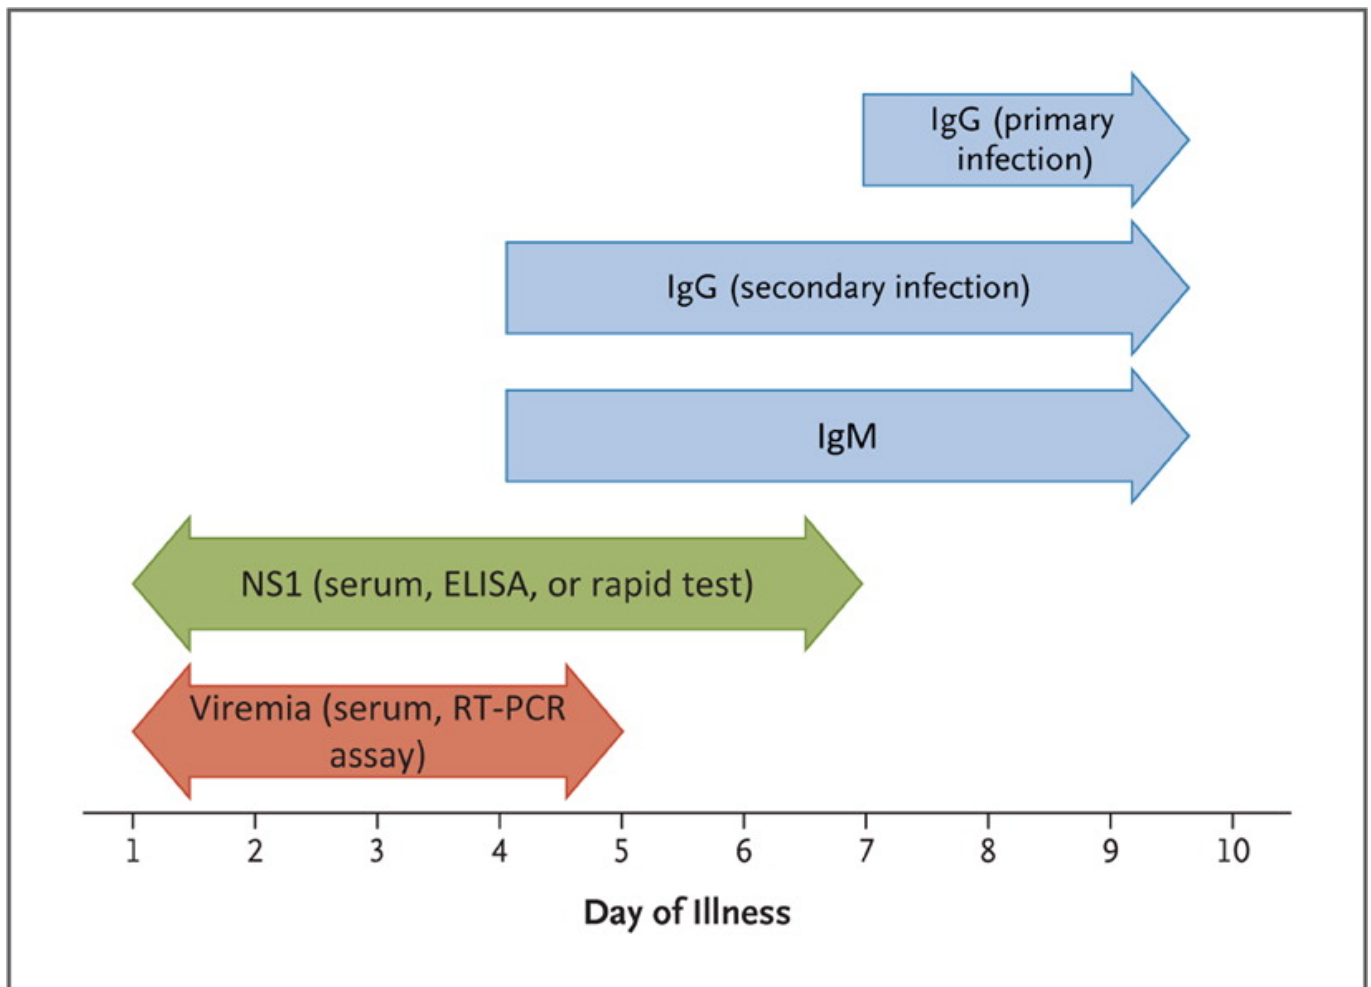 IgG (primary
infection)
IgG (secondary infection)
IgM
NS1 (serum, ELISA, or rapid test)
Viremia (serum, RT-PCR
assay)
1 2 3 4 5 6 7 8 9 10
Day of Illness